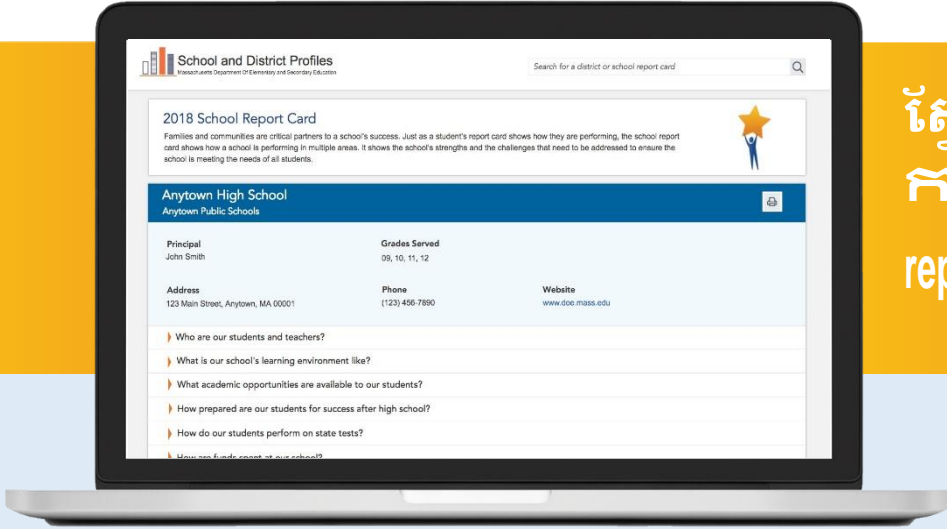 School and District Profiles
Massachusetts Department Of Elementary and Secondary Education
Search for a district or school report card
2018 School Report Card
Families and communities are critical partners to a school's success. Just as a student's report card shows how they are performing, the school report
card shows how a school is performing in multiple areas. It shows the school's strengths and the challenges that need to be addressed to ensure the
school is meeting the needs of all students.
Anytown High School
Anytown Public Schools
Principal
John Smith
Grades Served
09, 10, 11, 12
Address
123 Main Street, Anytown, MA 00001
Phone
(123) 456-7890
Website
www.doe.mass.edu
Who are our students and teachers?
What is our school's learning environment like?
What academic opportunities are available to our students?
How prepared are our students for success after high school?
How do our students perform on state tests?
How are funds spent at our school?